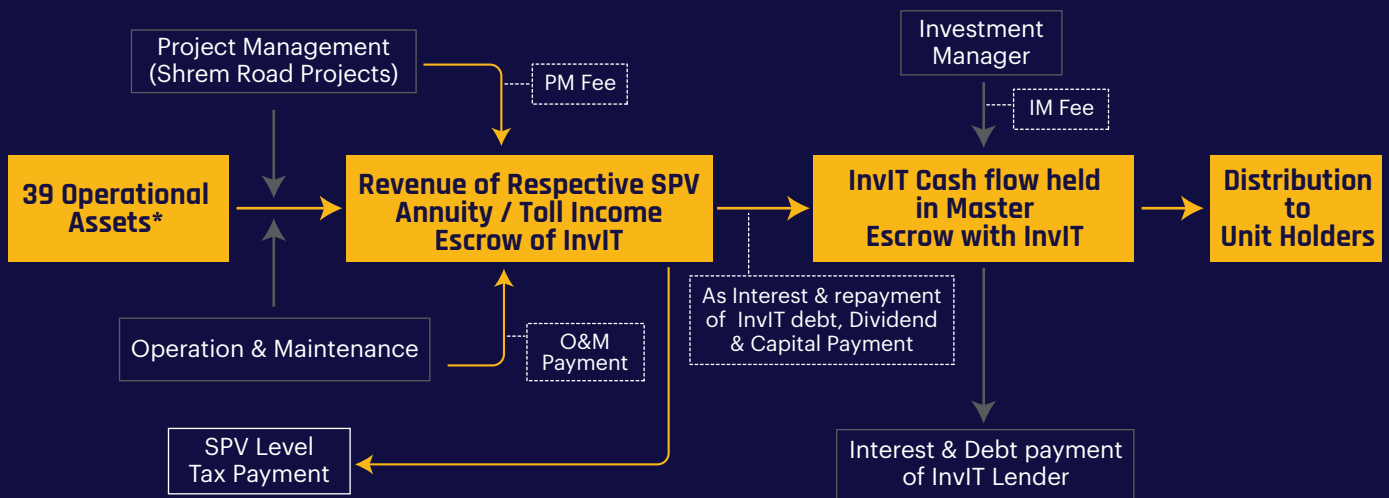 Project Management
(Shrem Road Projects)
PM Fee
Investment
Manager
IM Fee
39 Operational
Assets*
Revenue of Respective SPV
Annuity / Toll Income
Escrow of InvIT
InvIT Cash flow held
in Master
Escrow with InvIT
Distribution
to
Unit Holders
As Interest & repayment
of InvIT debt, Dividend
& Capital Payment
Operation & Maintenance
O&M
Payment
SPV Level
Tax Payment
Interest & Debt payment
of InvIT Lender